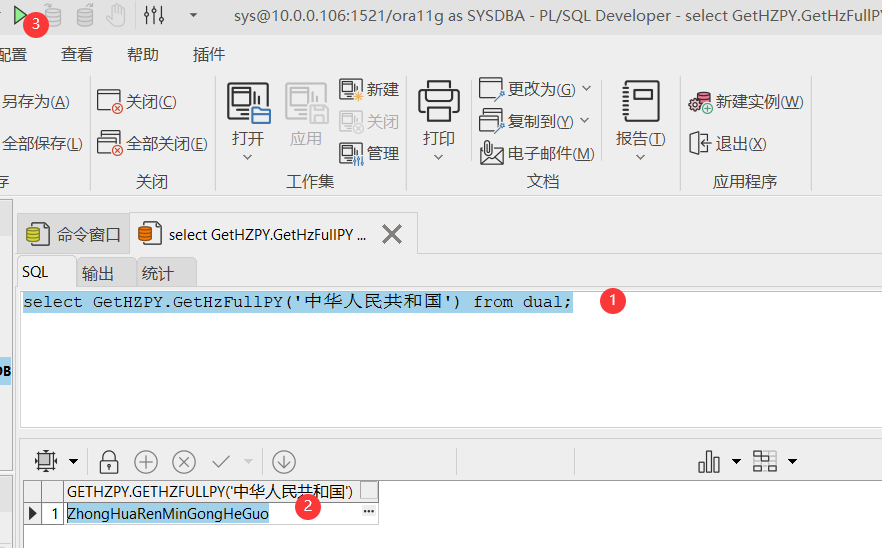 3
sys@10.0.0.106:1521/ora11g as SYSDBA - PL/SQL Developer - select GetHZPY.GetHzFullP
配置 查看 帮助 插件
另存为(A) 关闭(C) 打开 应用 新建 打印 更改为(G) 报告(T) 新建实例(W)
关闭 复制到(Y)
全部保存(L) 全部关闭(E) 管理 电子邮件(M) 退出(X)
存 关闭 工作集 文档 应用程序
命令窗口 select GetHZPY.GetHzFullPY ...
SQL 输出 统计
select GetHZPY.GetHzFullPY('中华人民共和国') from dual; 1
DB
GETHZPY.GETHZFULLPY('中华人民共和国')
1 ZhongHuaRenMinGongHeGuo 2 ...